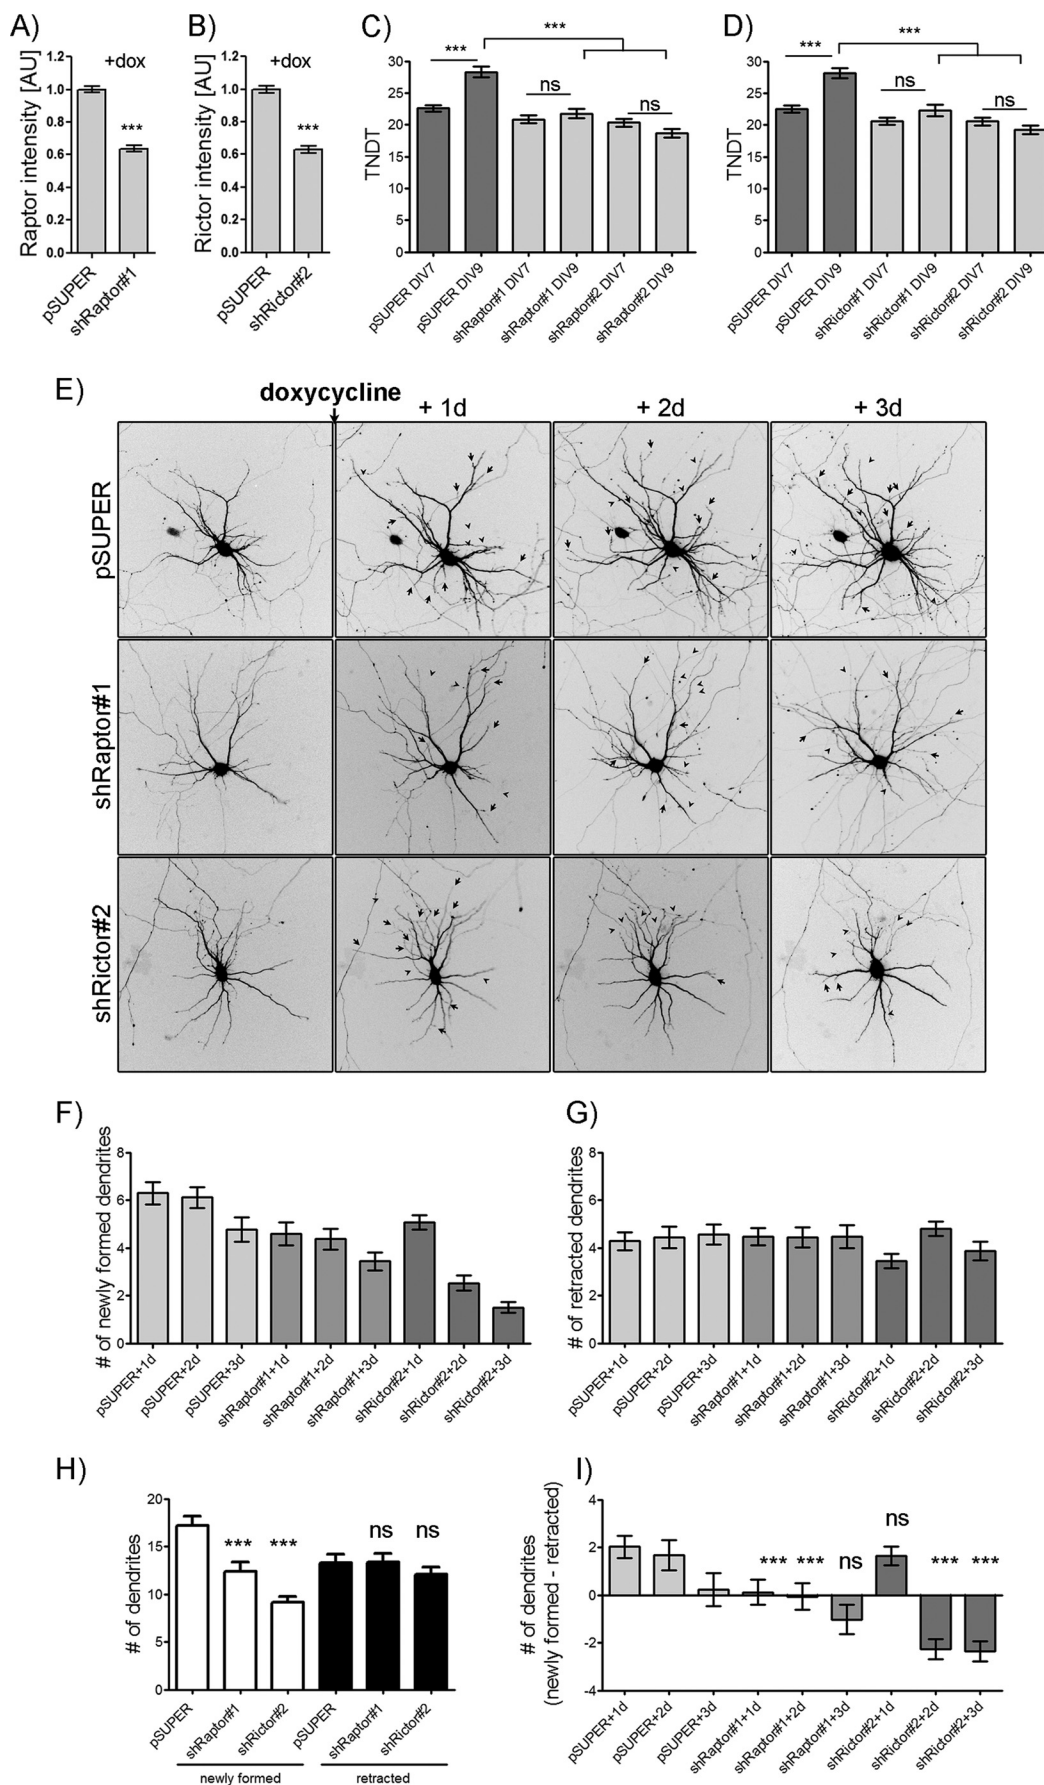 A)
Raptor intensity [AU]
+dox
1.2
1.0
0.8
0.6
0.4
0.2
0.0
***
pSUPER
shRaptor#1
B)
Rictor intensity [AU]
+dox
1.2
1.0
0.8
0.6
0.4
0.2
0.0
***
pSUPER
shRictor#2
C)
TNDT
30
25
20
15
10
5
0
***
***
ns
ns
pSUPER DIV7
pSUPER DIV9
shRaptor#1 DIV7
shRaptor#1 DIV9
shRaptor#2 DIV7
shRaptor#2 DIV9
D)
TNDT
30
25
20
15
10
5
0
***
***
ns
ns
pSUPER DIV7
pSUPER DIV9
shRictor#1 DIV7
shRictor#1 DIV9
shRictor#2 DIV7
shRictor#2 DIV9
E)
doxycycline
+ 1d
+ 2d
+ 3d
pSUPER
shRaptor#1
shRictor#2
F)
# of newly formed dendrites
8
6
4
2
0
pSUPER+1d
pSUPER+2d
pSUPER+3d
shRaptor#1+1d
shRaptor#1+2d
shRaptor#1+3d
shRictor#2+1d
shRictor#2+2d
shRictor#2+3d
G)
# of retracted dendrites
8
6
4
2
0
pSUPER+1d
pSUPER+2d
pSUPER+3d
shRaptor#1+1d
shRaptor#1+2d
shRaptor#1+3d
shRictor#2+1d
shRictor#2+2d
shRictor#2+3d
H)
# of dendrites
20
15
10
5
0
***
***
ns
ns
pSUPER
shRaptor#1
shRictor#2
pSUPER
shRaptor#1
shRictor#2
newly formed
retracted
I)
# of dendrites
(newly formed - retracted)
4
2
0
-2
-4
***
***
ns
ns
***
***
pSUPER+1d
pSUPER+2d
pSUPER+3d
shRaptor#1+1d
shRaptor#1+2d
shRaptor#1+3d
shRictor#2+1d
shRictor#2+2d
shRictor#2+3d